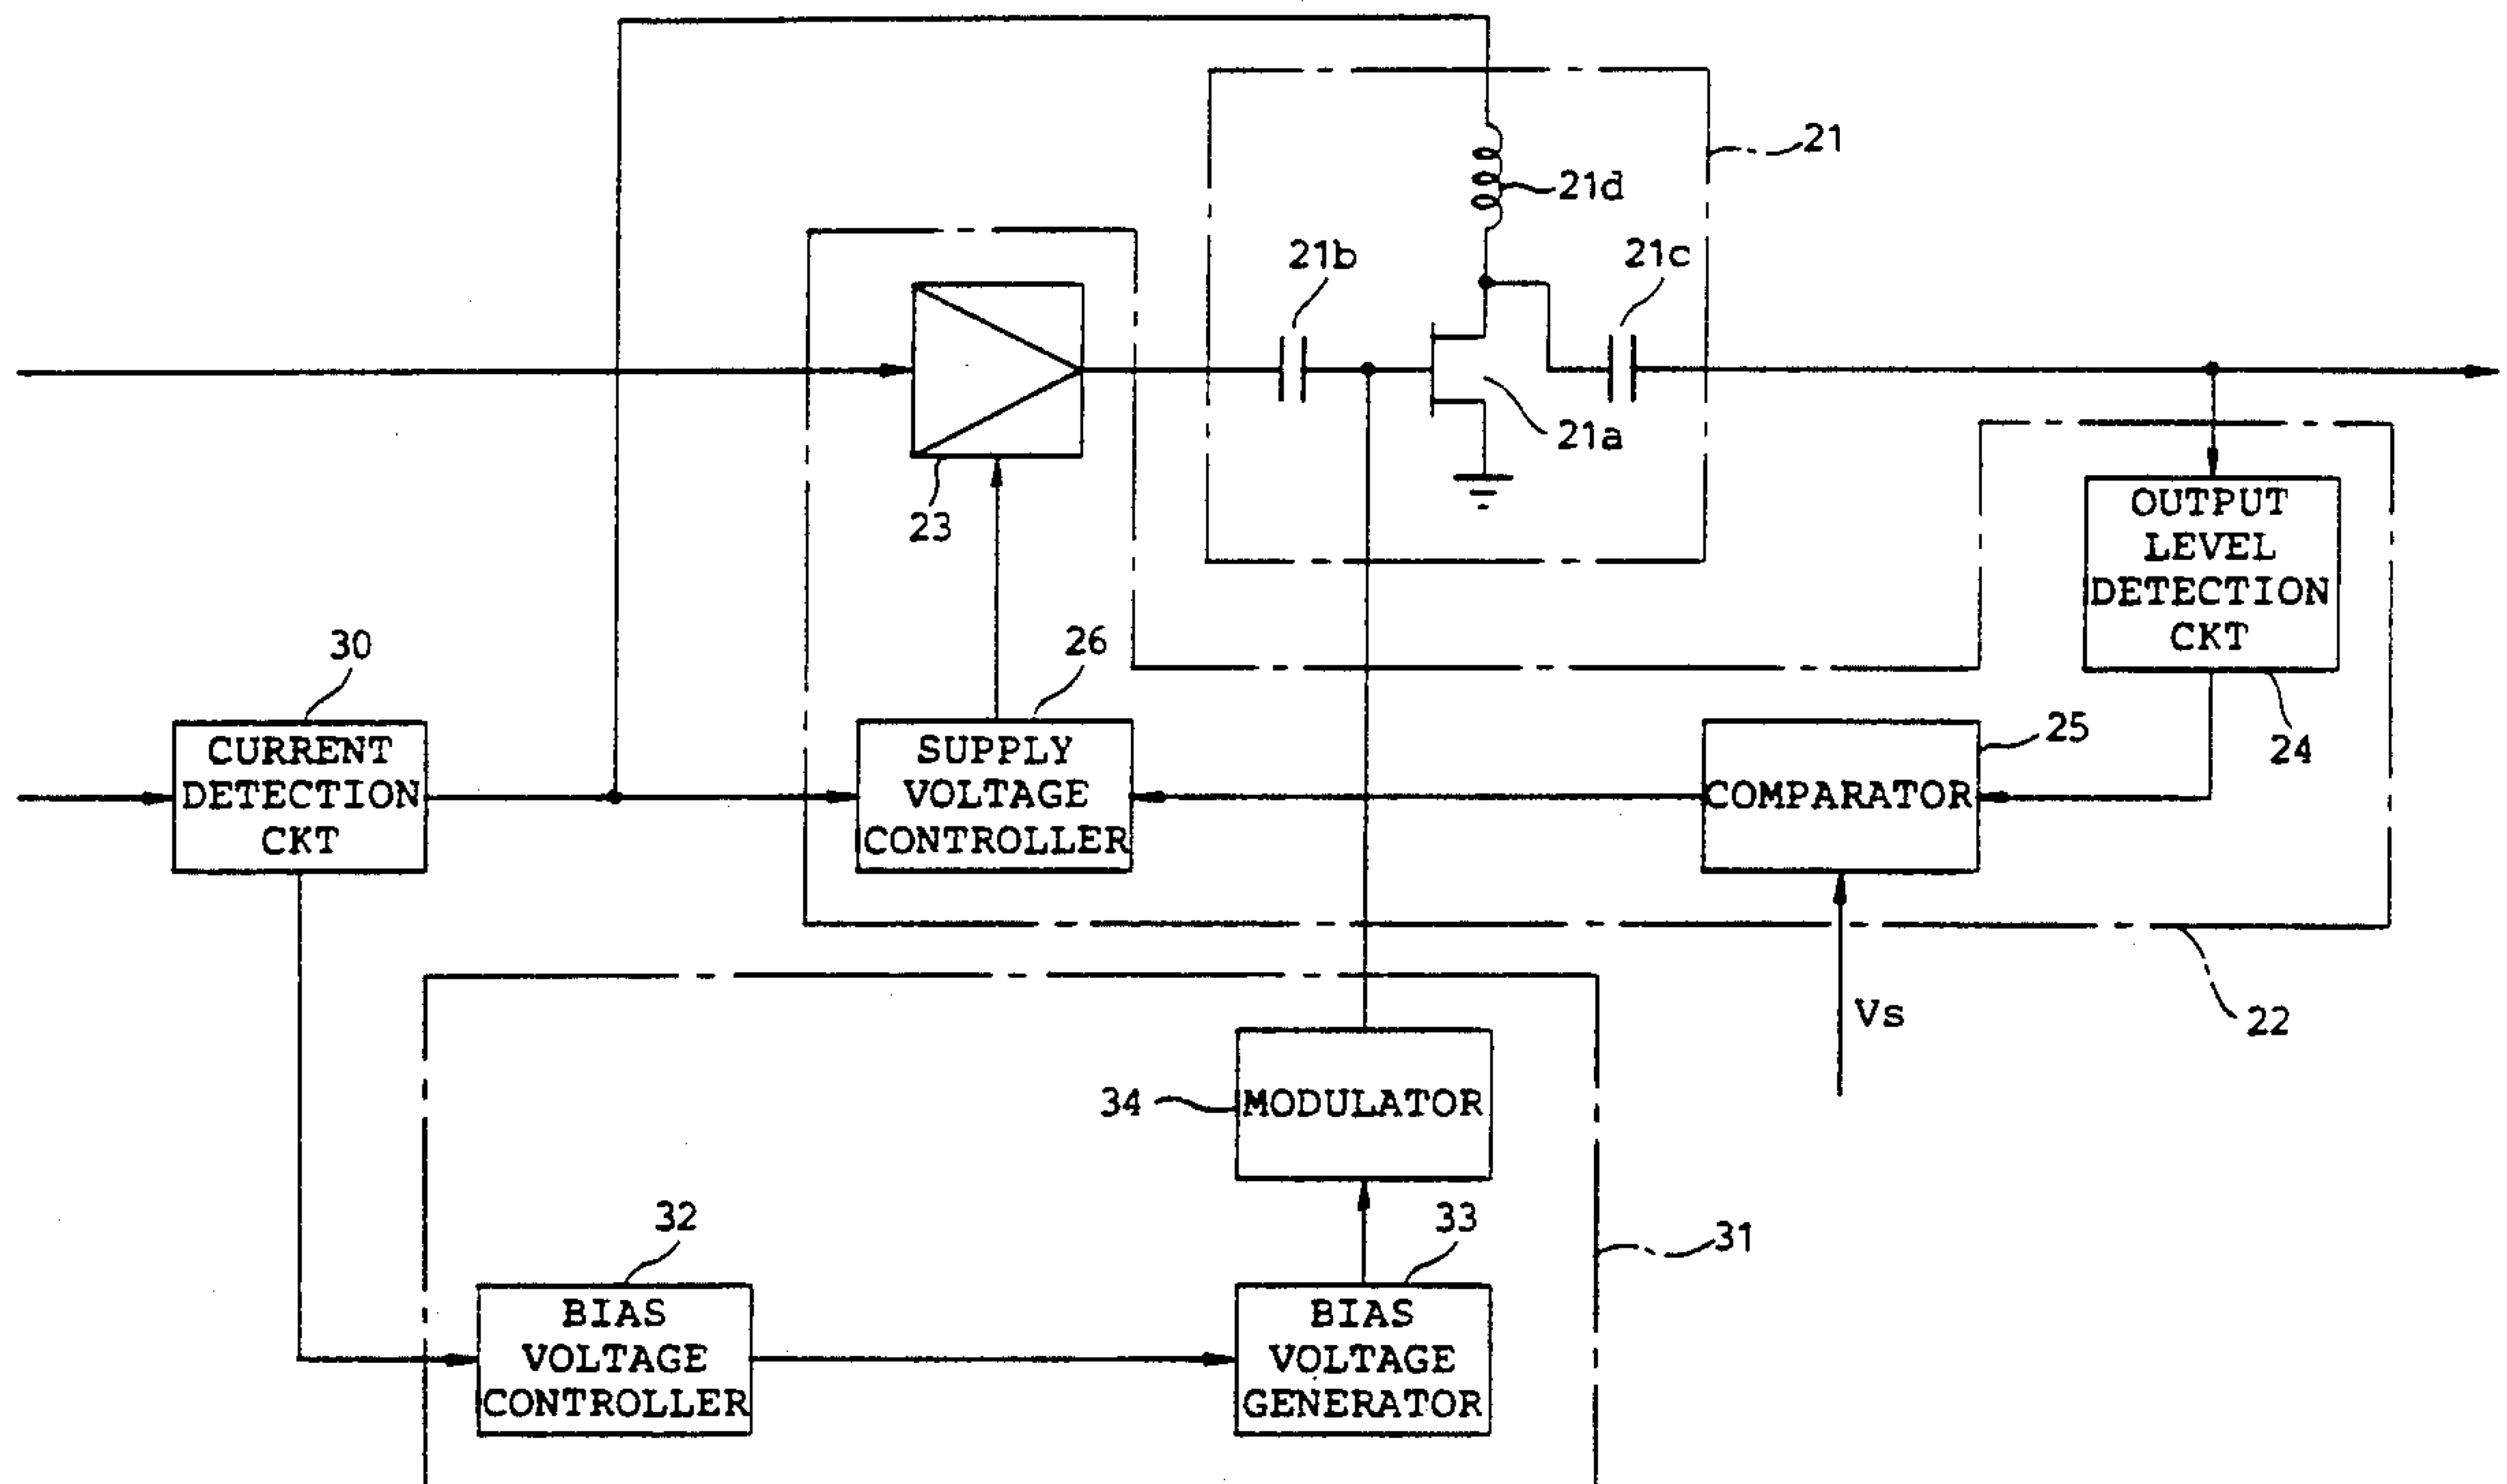 21
21d
21b
21c
21a
23
OUTPUT
LEVEL
DETECTION
CKT
24
30
CURRENT
DETECTION
CKT
26
SUPPLY
VOLTAGE
CONTROLLER
25
COMPARATOR
Vs
22
34
MODULATOR
31
32
BIAS
VOLTAGE
CONTROLLER
33
BIAS
VOLTAGE
GENERATOR